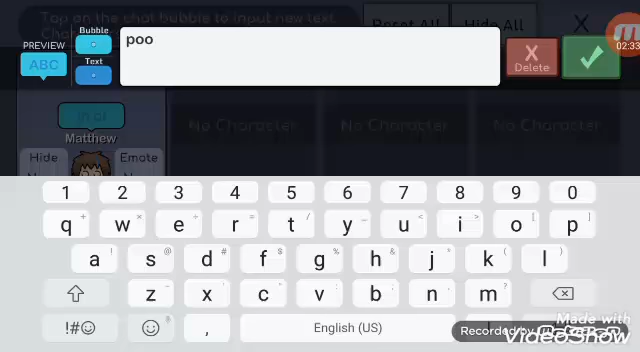 Tap on the chat bubble to input new text
Reset All
Hide All
PREVIEW
Bubble
ABC
Text
poo
X
Delete
02:33
in a
Matthew
Hide
Emote
No Character
No Character
No Character
1 2 3 4 5 6 7 8 9 0
q w e r t y u i o p
a s d f g h j k l
z x c v b n m
!#☺ , English (US)
Recorded by
Made with
VideoShow